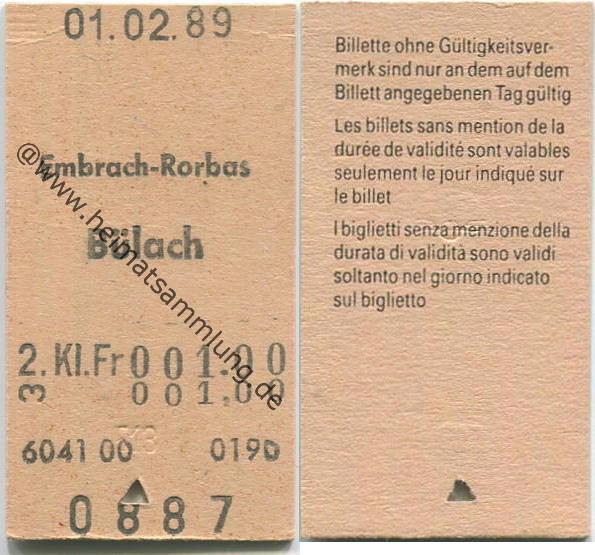 01.02.89
Embrach-Rorbas
Bülach
2. Kl. Fr 001.00
3 001.00
6041 00 0190
0887
@www.heimatsammlung.de
Billette ohne Gültigkeitsver-
merk sind nur an dem auf dem
Billett angegebenen Tag gültig
Les billets sans mention de la
durée de validité sont valables
seulement le jour indiqué sur
le billet
I biglietti senza menzione della
durata di validità sono validi
soltanto nel giorno indicato
sul biglietto